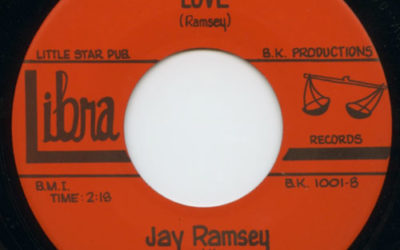 LOVE
(Ramsey)
LITTLE STAR PUB.
B.K. PRODUCTIONS
Libra
RECORDS
B.M.I.
TIME: 2:18
B.K. 1001-B
Jay Ramsey